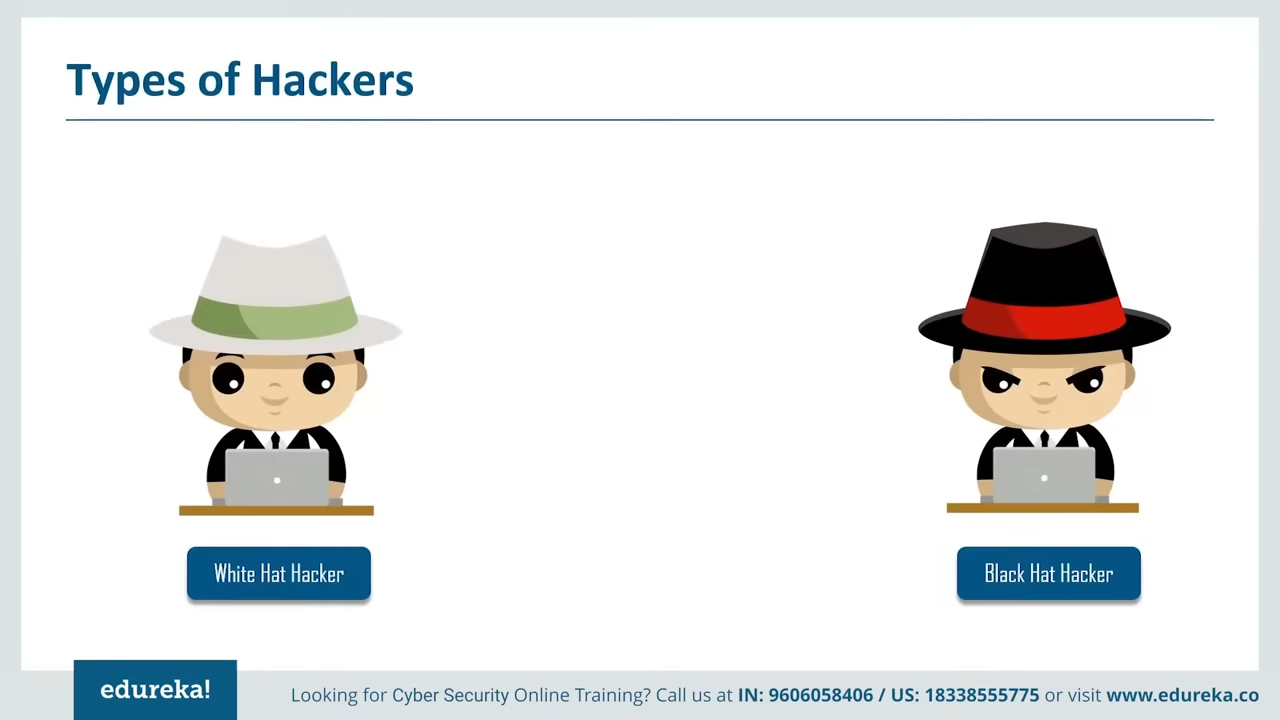 Types of Hackers
White Hat Hacker
Black Hat Hacker
edureka!
Looking for Cyber Security Online Training? Call us at IN: 9606058406 / US: 18338555775 or visit www.edureka.co